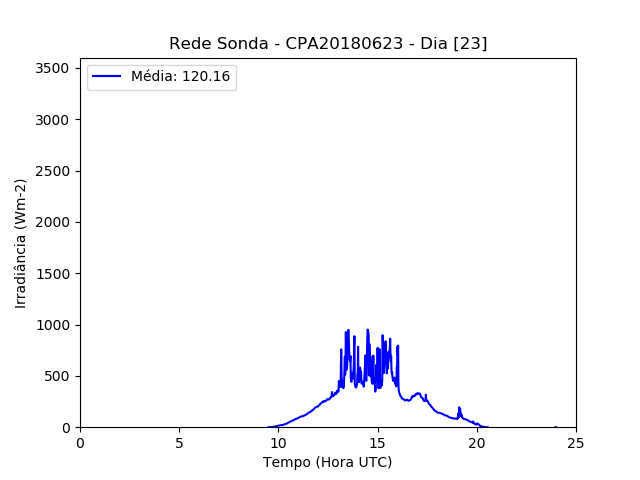 Rede Sonda - CPA20180623 - Dia [23]
Média: 120.16
3500
3000
2500
2000
1500
1000
500
0
Irradiância (Wm-2)
0 5 10 15 20 25
Tempo (Hora UTC)